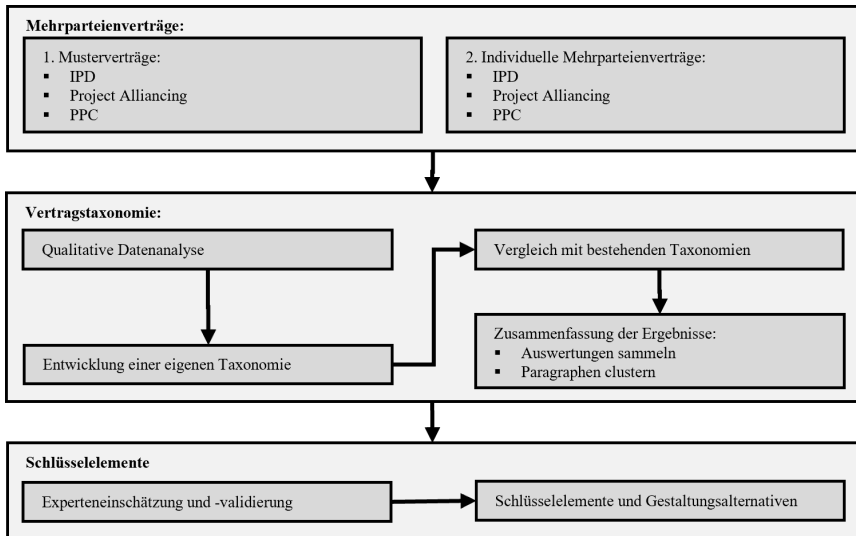 Mehrparteienverträge:
1. Musterverträge:
▪ IPD
▪ Project Alliancing
▪ PPC
2. Individuelle Mehrparteienverträge:
▪ IPD
▪ Project Alliancing
▪ PPC
Vertragstaxonomie:
Qualitative Datenanalyse
Entwicklung einer eigenen Taxonomie
Vergleich mit bestehenden Taxonomien
Zusammenfassung der Ergebnisse:
▪ Auswertungen sammeln
▪ Paragraphen clustern
Schlüsselelemente
Experteneinschätzung und -validierung
Schlüsselelemente und Gestaltungsalternativen